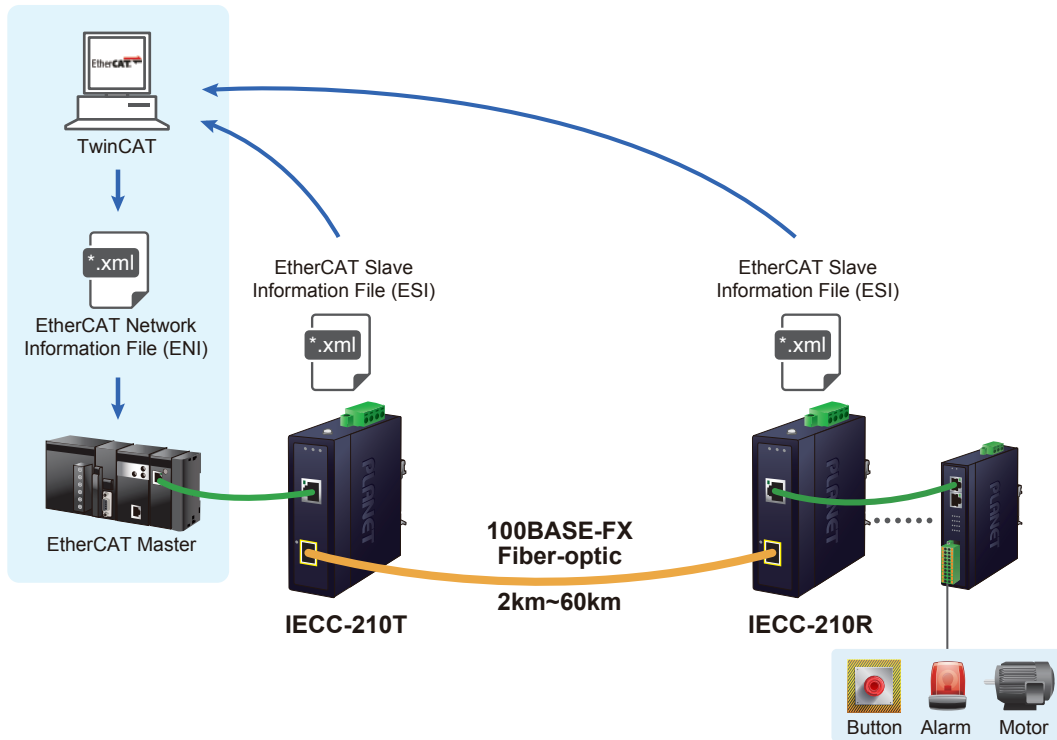 EtherCAT
TwinCAT
*.xml
EtherCAT Network
Information File (ENI)
EtherCAT Master
EtherCAT Slave
Information File (ESI)
*.xml
PLANET
IECC-210T
100BASE-FX
Fiber-optic
2km~60km
EtherCAT Slave
Information File (ESI)
*.xml
PLANET
IECC-210R
PLANET
Button
Alarm
Motor